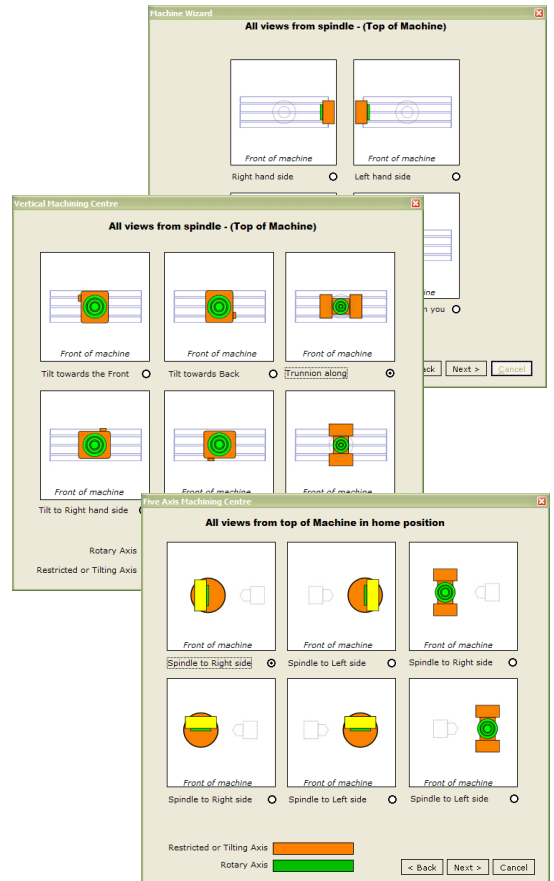 Machine Wizard
All views from spindle - (Top of Machine)
Front of machine Front of machine
Right hand side Left hand side
you
Next > Cancel
Vertical Machining Centre
All views from spindle - (Top of Machine)
Front of machine Front of machine Front of machine
Tilt towards the Front Tilt towards Back Trunnion along
Front of machine Front of machine Front of machine
Tilt to Right hand side
Rotary Axis
Restricted or Tilting Axis
Five Axis Machining Centre
All views from top of Machine in home position
Front of machine Front of machine Front of machine
Spindle to Right side Spindle to Left side Spindle to Right side
Front of machine Front of machine Front of machine
Spindle to Right side Spindle to Left side Spindle to Left side
Restricted or Tilting Axis
Rotary Axis
< Back Next > Cancel